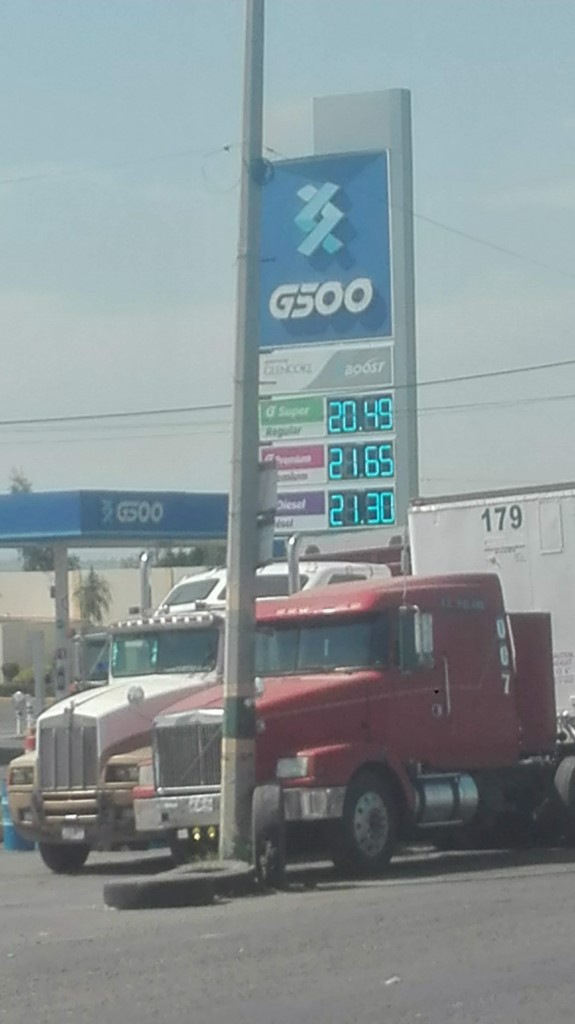 G500
GLENCORE
BOOST
G Super
Regular
20.49
Premium
21.65
Diesel
21.30
G500
179
007